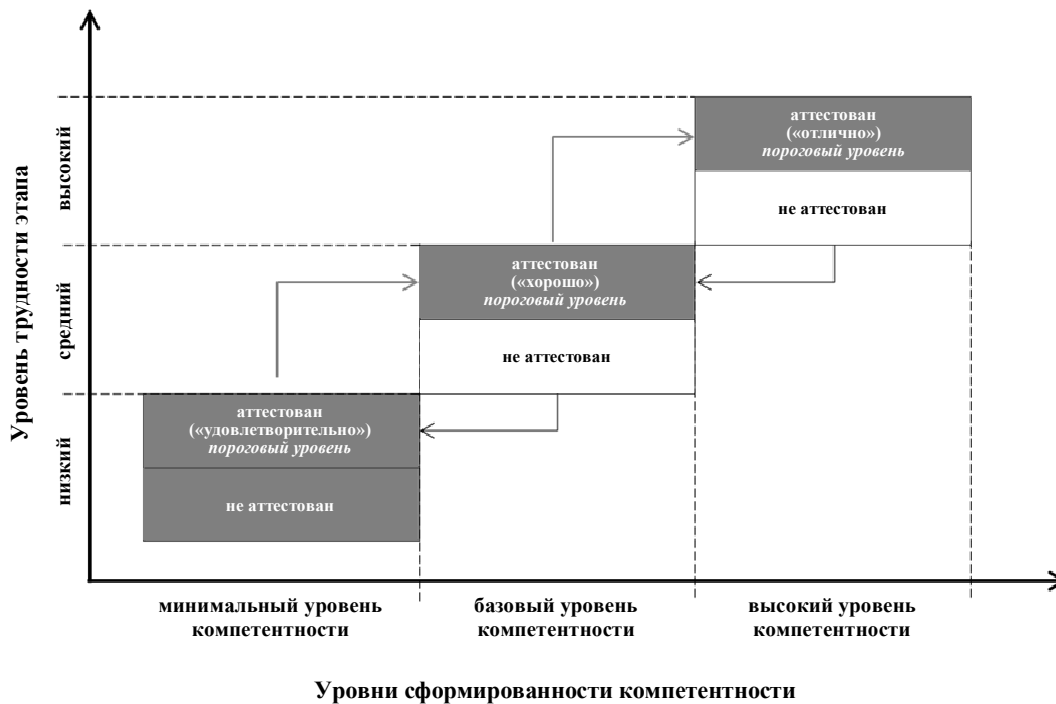 Уровень трудности этапа
высокий
средний
низкий
аттестован
(«отлично»)
пороговый уровень
не аттестован
аттестован
(«хорошо»)
пороговый уровень
не аттестован
аттестован
(«удовлетворительно»)
пороговый уровень
не аттестован
минимальный уровень
компетентности
базовый уровень
компетентности
высокий уровень
компетентности
Уровни сформированности компетентности